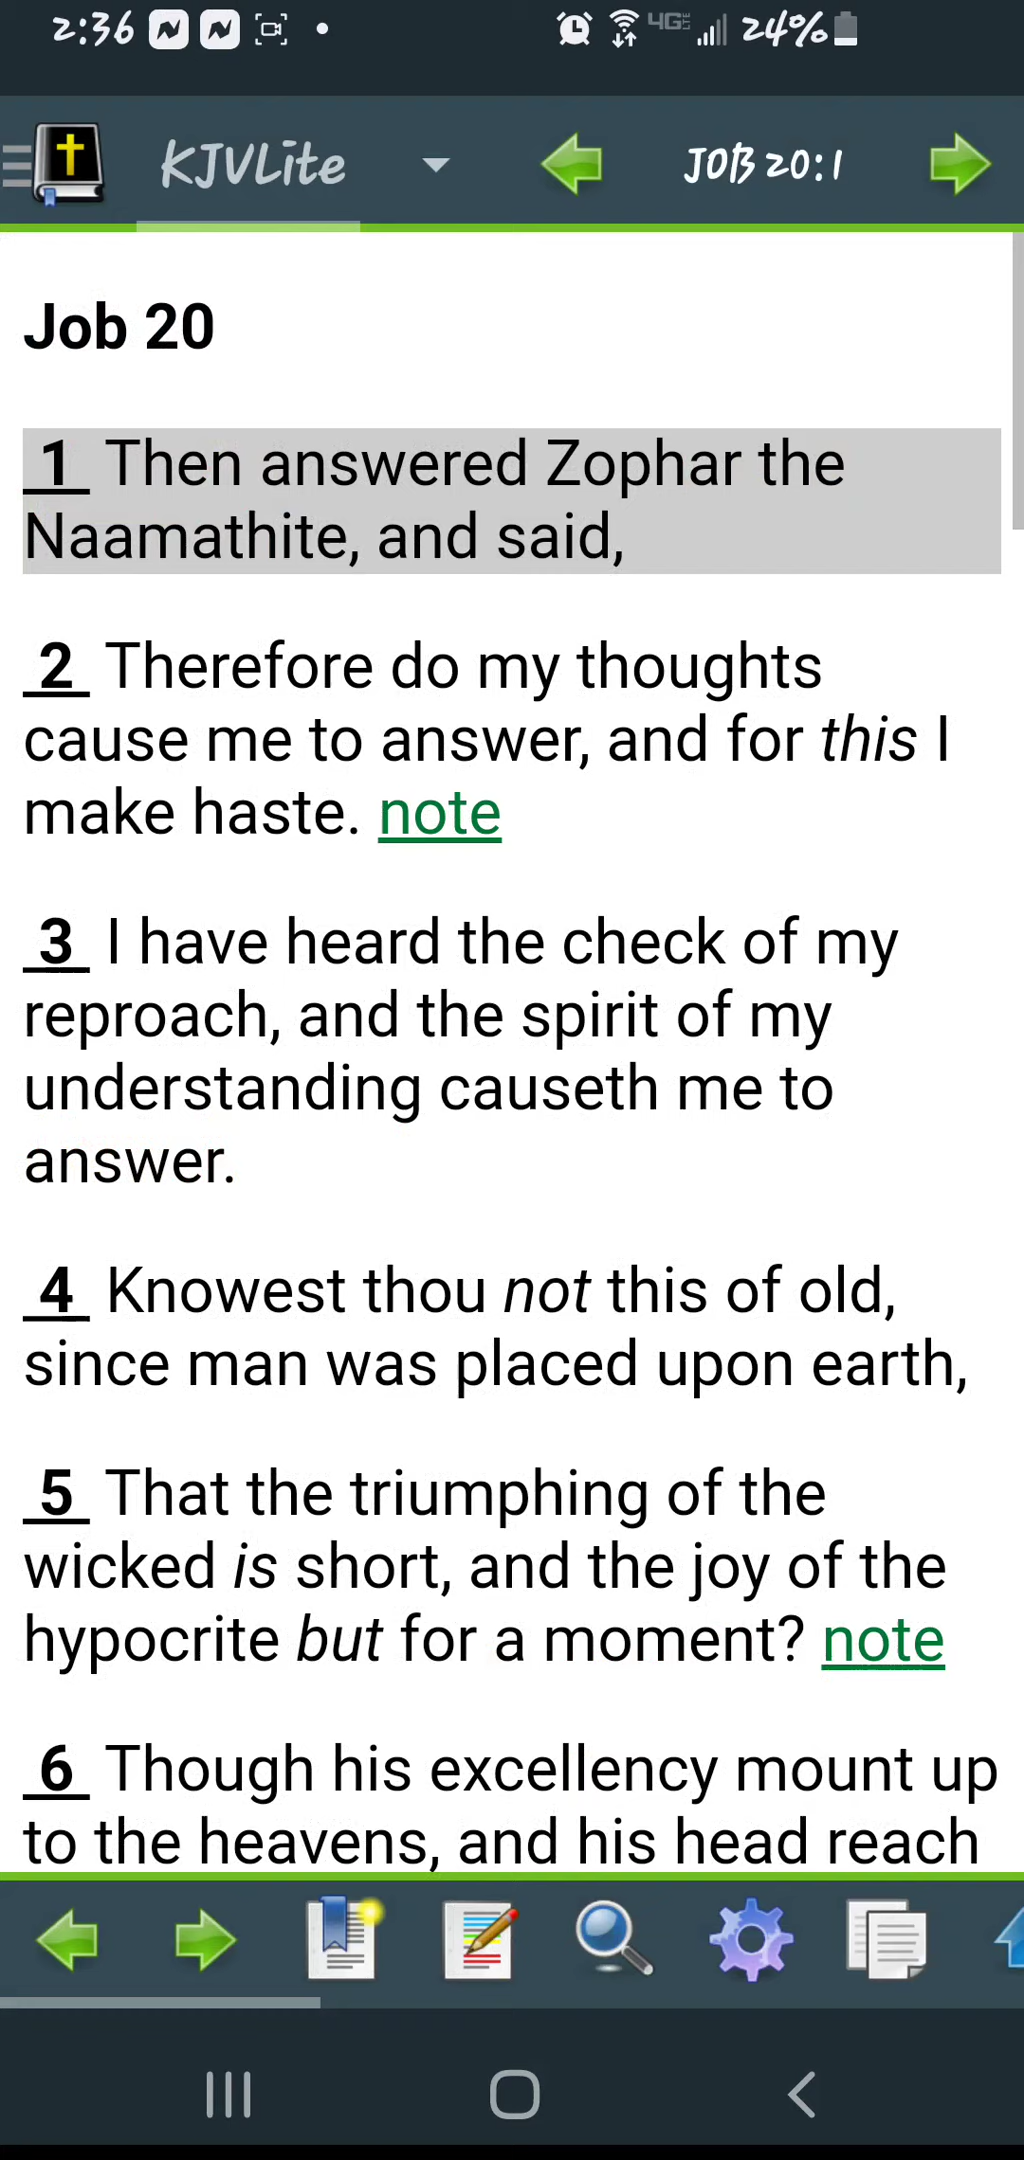 2:36 4G LTE 24%
KJVLite JOB 20:1
Job 20
1 Then answered Zophar the
Naamathite, and said,
2 Therefore do my thoughts
cause me to answer, and for this I
make haste. note
3 I have heard the check of my
reproach, and the spirit of my
understanding causeth me to
answer.
4 Knowest thou not this of old,
since man was placed upon earth,
5 That the triumphing of the
wicked is short, and the joy of the
hypocrite but for a moment? note
6 Though his excellency mount up
to the heavens, and his head reach